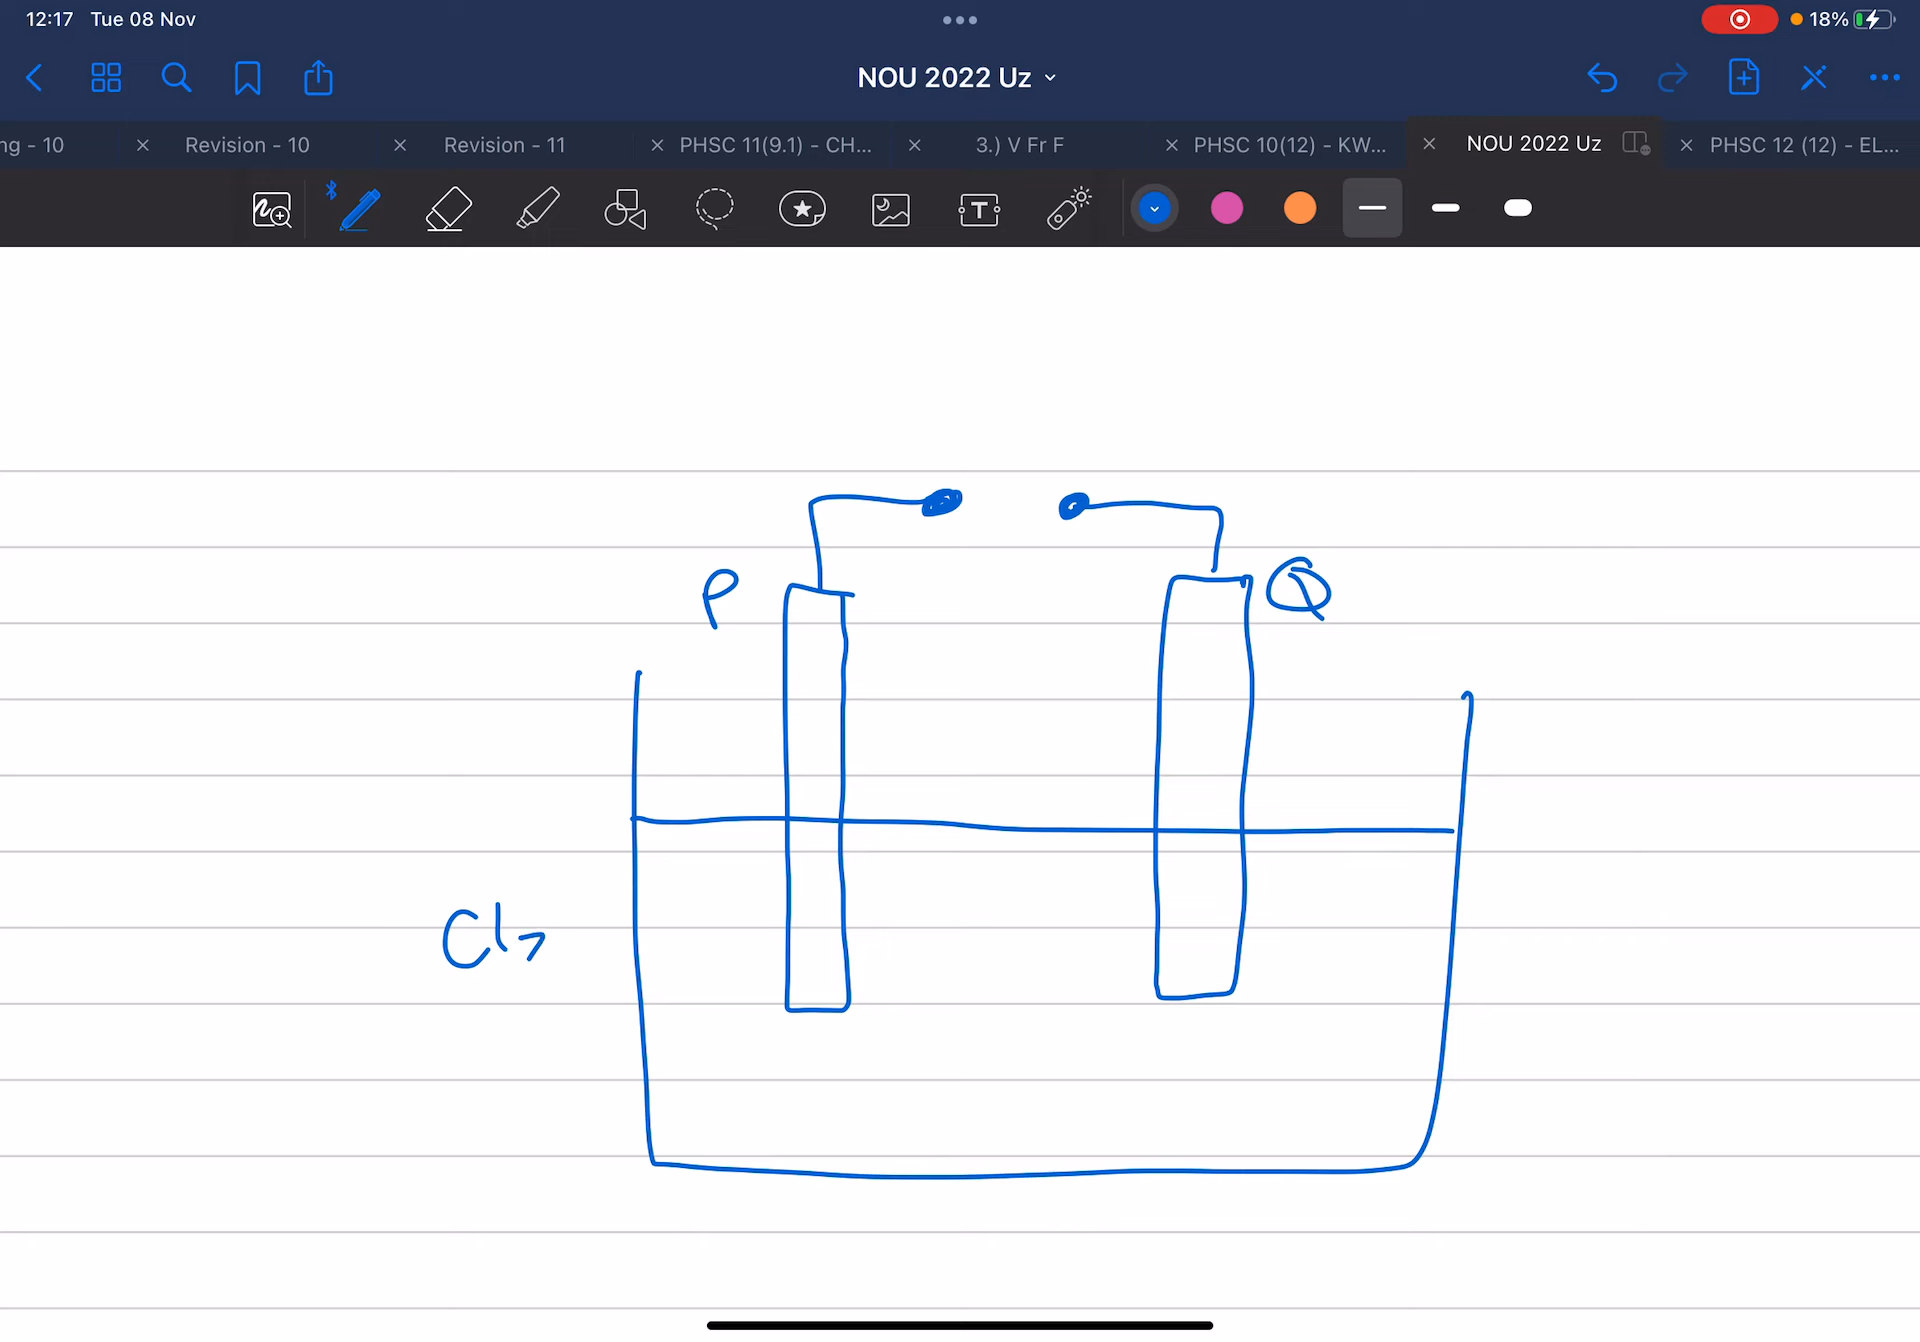 12:17 Tue 08 Nov
18%
NOU 2022 Uz
ng - 10
Revision - 10
Revision - 11
PHSC 11(9.1) - CH...
3.) V Fr F
PHSC 10(12) - KW...
NOU 2022 Uz
PHSC 12 (12) - EL...
T
P
Q